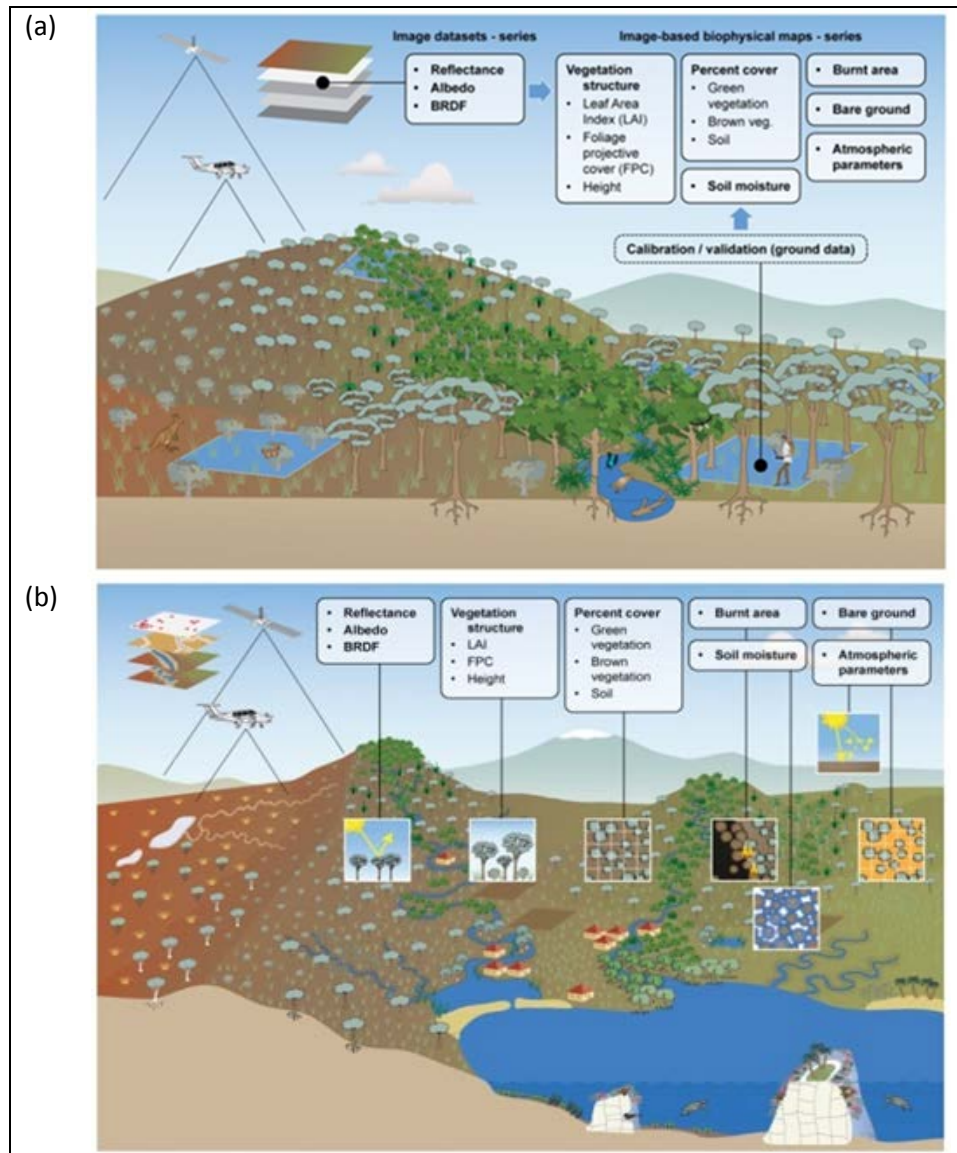 (a)
Image datasets - series
Image-based biophysical maps - series
• Reflectance
• Albedo
• BRDF
Vegetation
structure
• Leaf Area
Index (LAI)
• Foliage
projective
cover (FPC)
• Height
Percent cover
• Green
vegetation
• Brown veg.
• Soil
• Soil moisture
• Burnt area
• Bare ground
• Atmospheric
parameters
Calibration / validation (ground data)
(b)
• Reflectance
• Albedo
• BRDF
Vegetation
structure
• LAI
• FPC
• Height
Percent cover
• Green
vegetation
• Brown
vegetation
• Soil
• Burnt area
• Soil moisture
• Bare ground
• Atmospheric
parameters